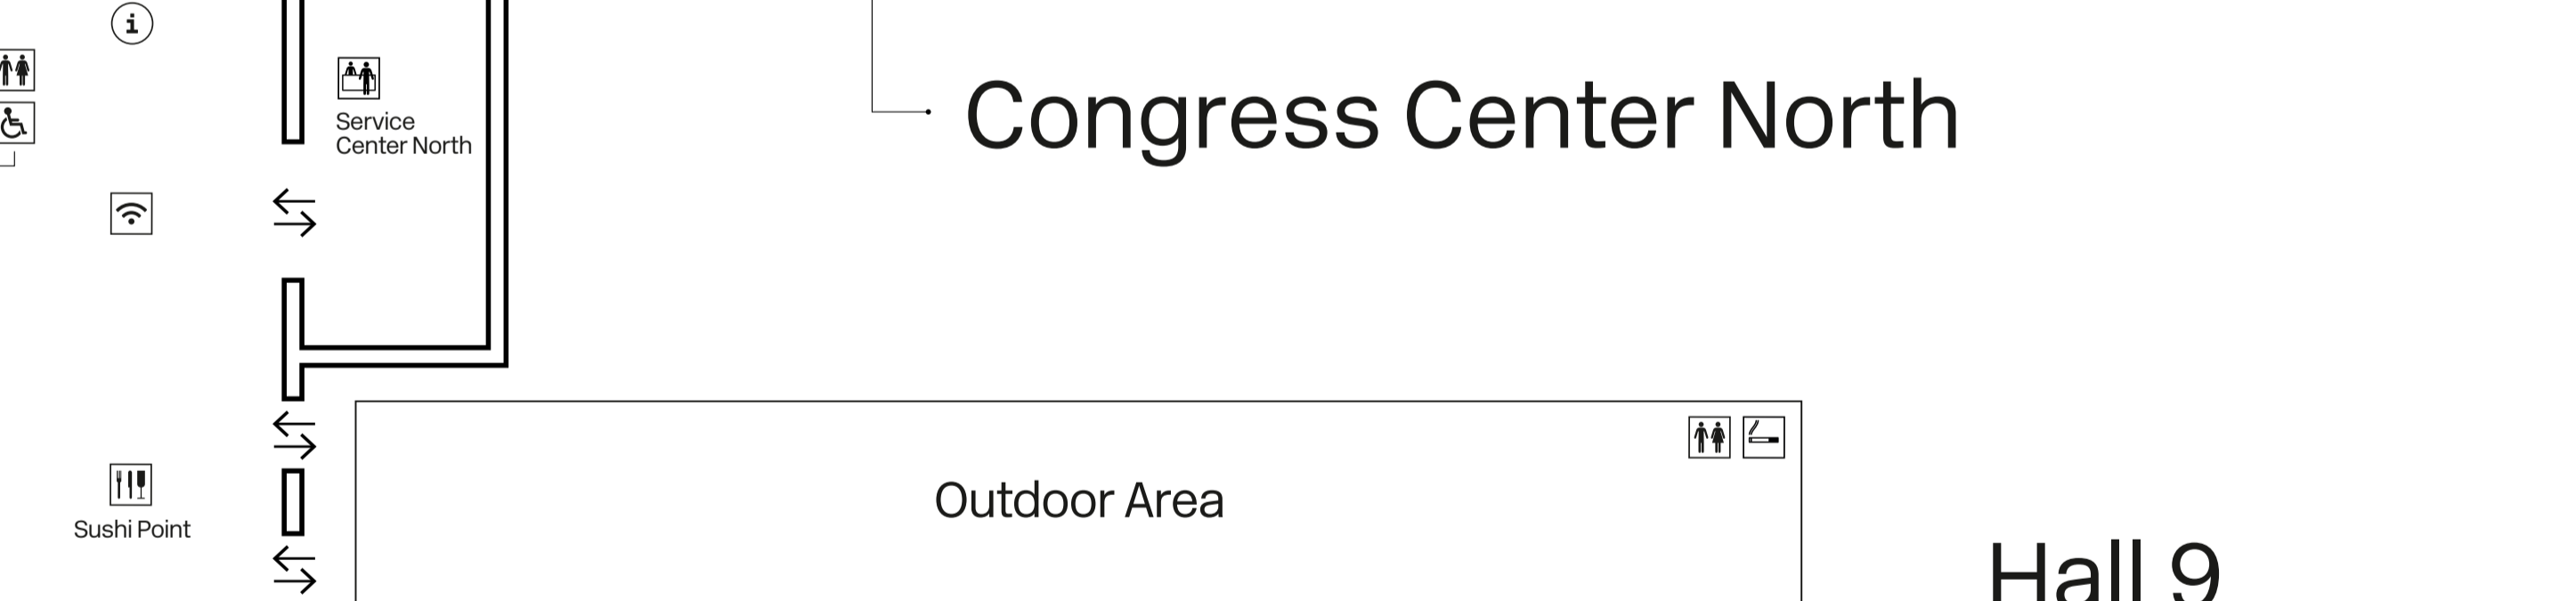 i
Service
Center North
Congress Center North
Outdoor Area
Sushi Point
Hall 9